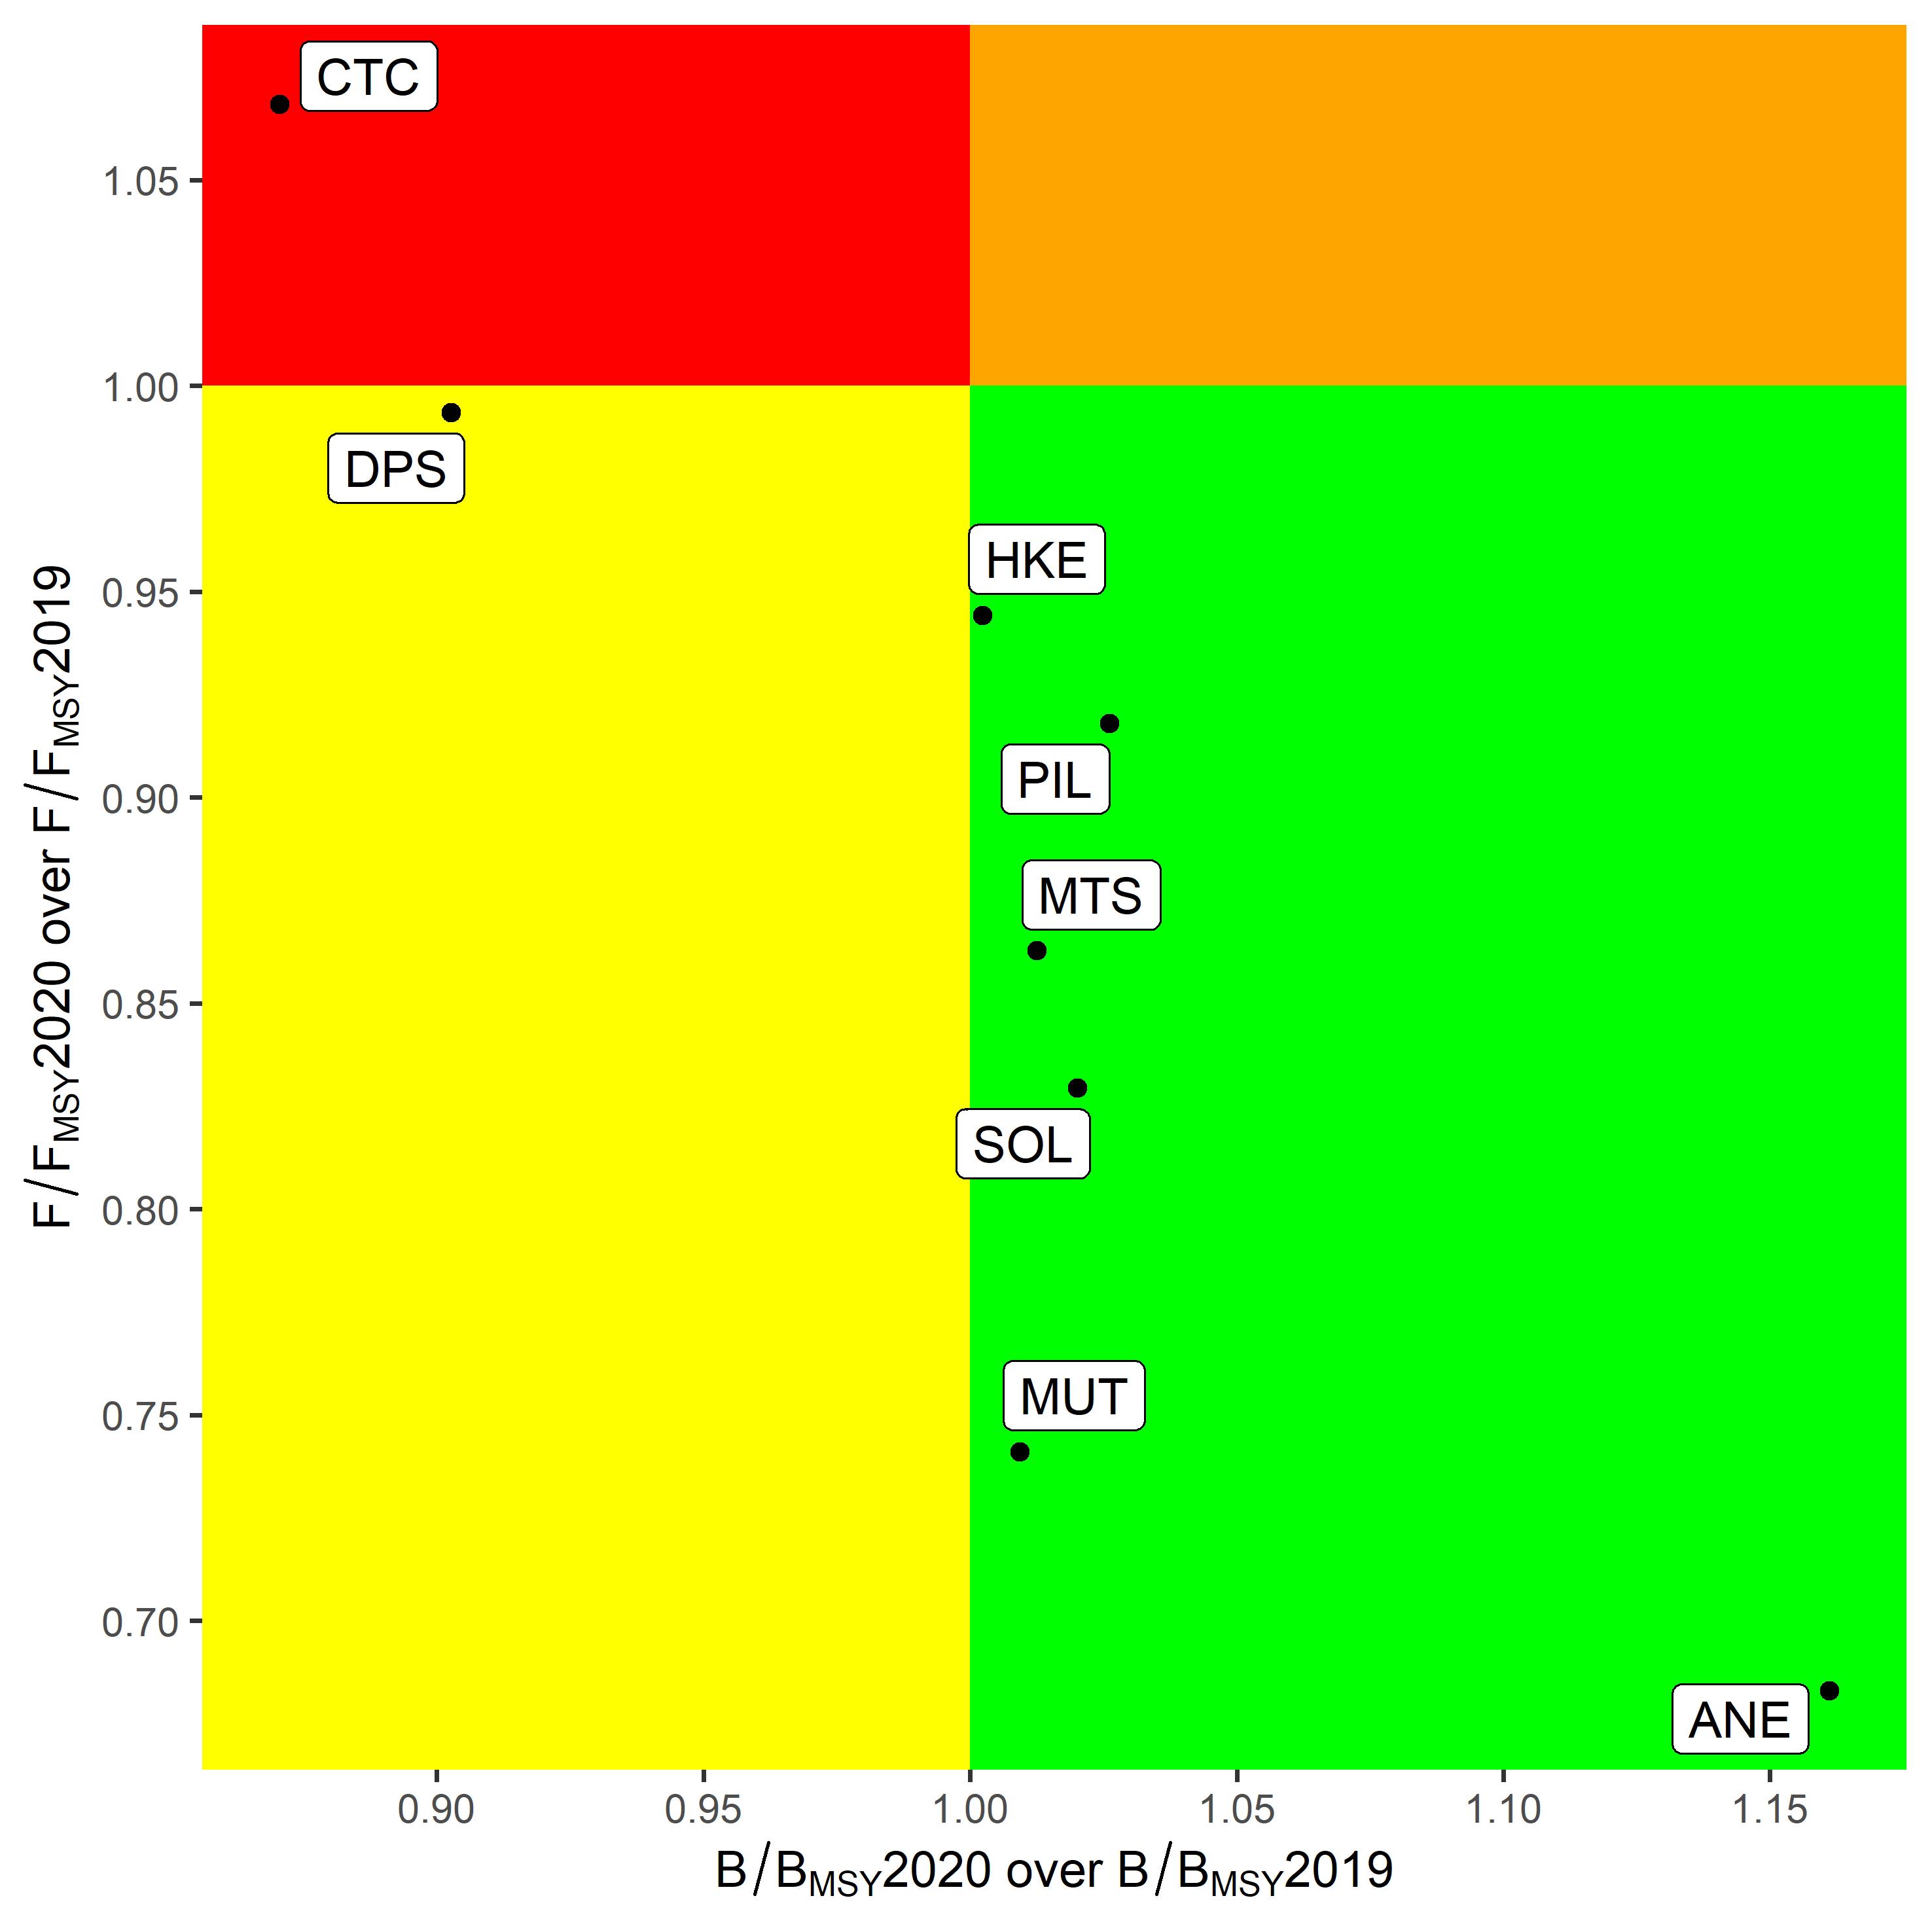 CTC
1.05
1.00
DPS
HKE
0.95
PIL
0.90
MTS
0.85
SOL
0.80
MUT
0.75
0.70
ANE
F/FMSY2020 over F/FMSY2019
0.90 0.95 1.00 1.05 1.10 1.15
B/BMSY2020 over B/BMSY2019